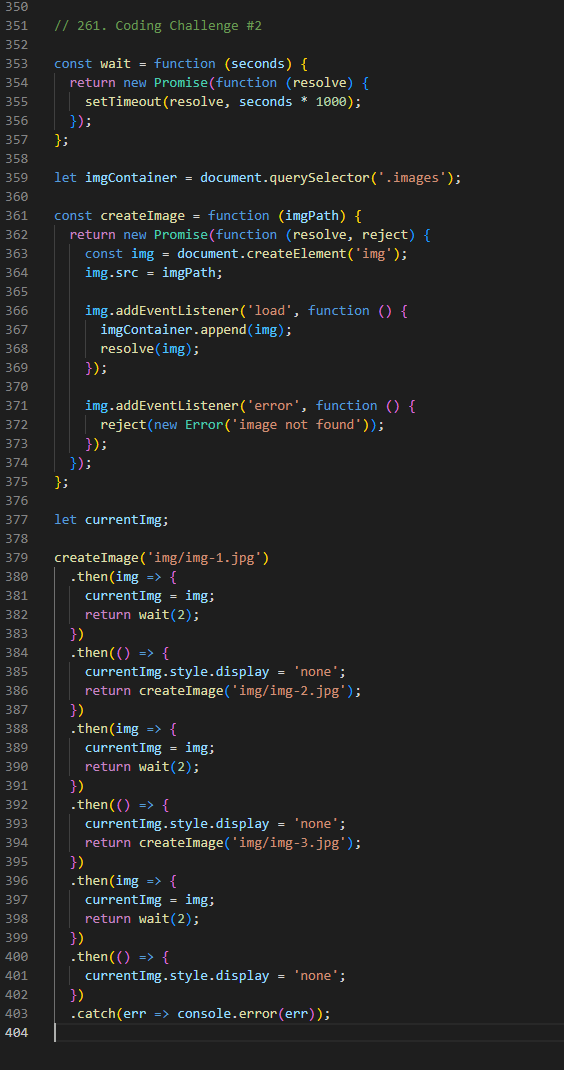 350
351 // 261. Coding Challenge #2
352
353 const wait = function (seconds) {
354   return new Promise(function (resolve) {
355     setTimeout(resolve, seconds * 1000);
356   });
357 };
358
359 let imgContainer = document.querySelector('.images');
360
361 const createImage = function (imgPath) {
362   return new Promise(function (resolve, reject) {
363     const img = document.createElement('img');
364     img.src = imgPath;
365
366     img.addEventListener('load', function () {
367       imgContainer.append(img);
368       resolve(img);
369     });
370
371     img.addEventListener('error', function () {
372       reject(new Error('image not found'));
373     });
374   });
375 };
376
377 let currentImg;
378
379 createImage('img/img-1.jpg')
380   .then(img => {
381     currentImg = img;
382     return wait(2);
383   })
384   .then(() => {
385     currentImg.style.display = 'none';
386     return createImage('img/img-2.jpg');
387   })
388   .then(img => {
389     currentImg = img;
390     return wait(2);
391   })
392   .then(() => {
393     currentImg.style.display = 'none';
394     return createImage('img/img-3.jpg');
395   })
396   .then(img => {
397     currentImg = img;
398     return wait(2);
399   })
400   .then(() => {
401     currentImg.style.display = 'none';
402   })
403   .catch(err => console.error(err));
404